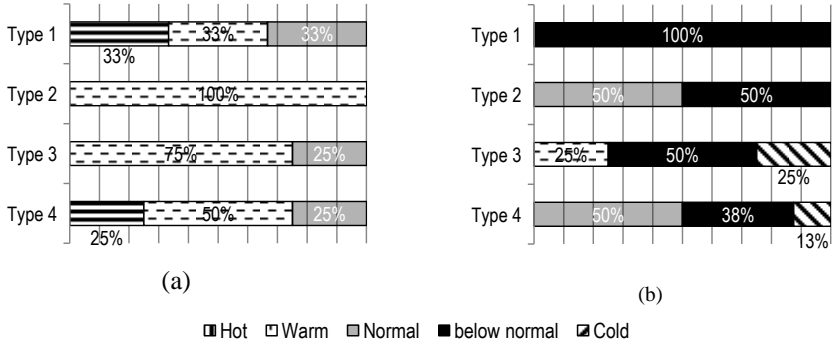 Type 1 33% 33% 33%
Type 2 100%
Type 3 75% 25%
Type 4 25% 50% 25%
(a)
Type 1 100%
Type 2 50% 50%
Type 3 25% 50% 25%
Type 4 50% 38% 13%
(b)
Hot Warm Normal below normal Cold